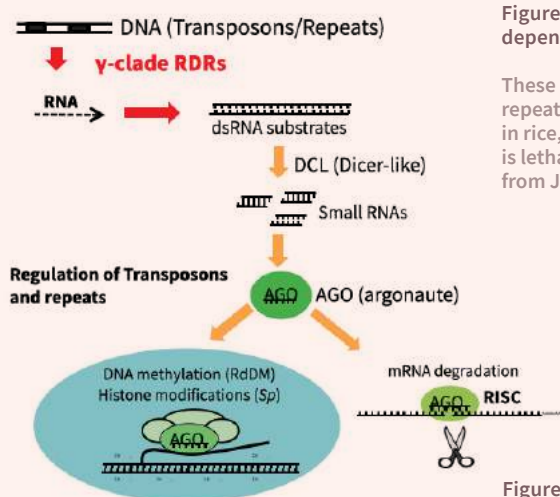 DNA (Transposons/Repeats)
γ-clade RDRs
RNA
dsRNA substrates
DCL (Dicer-like)
Small RNAs
Regulation of Transposons
and repeats
AGO
AGO (argonaute)
DNA methylation (RdDM)
Histone modifications (Sp)
AGO
mRNA degradation
AGO
RISC
Figure
depen
These
repeat
in rice,
is letha
from J
Figure